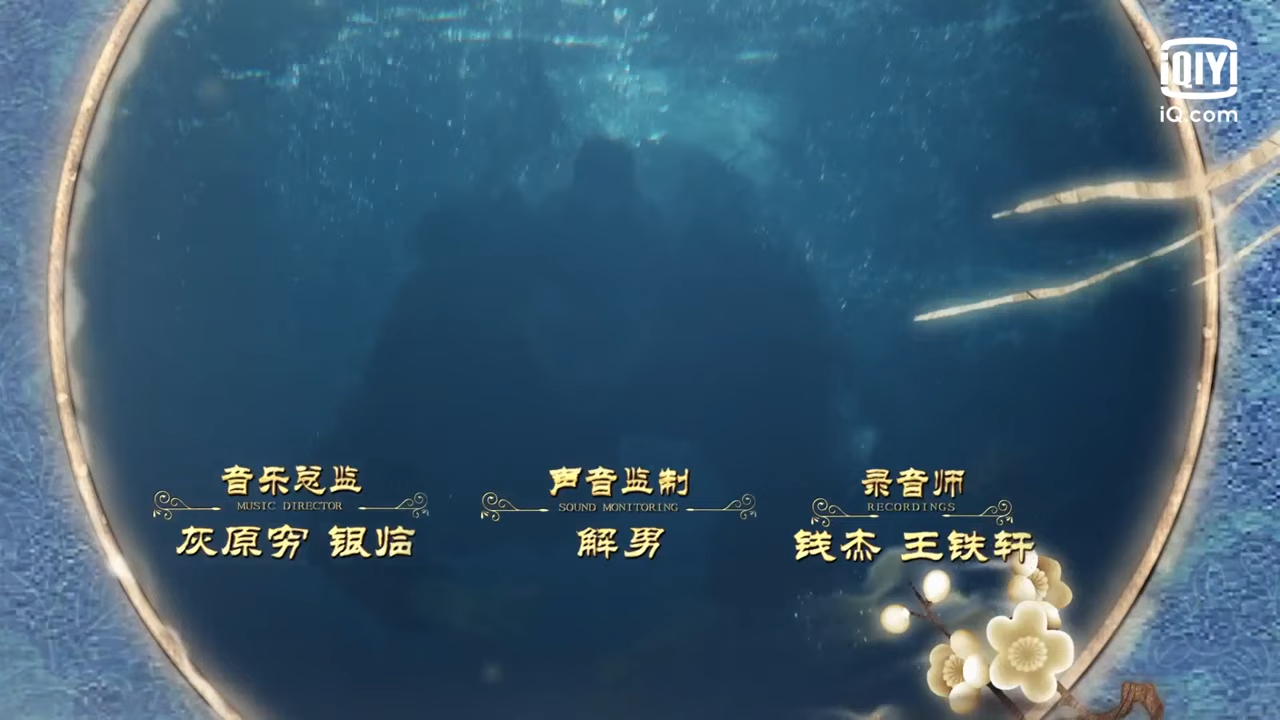 iQIYI
iQ.com
音乐总监
MUSIC DIRECTOR
灰原穷 银临
声音监制
SOUND MONITORING
解男
录音师
RECORDINGS
钱杰 王铁轩